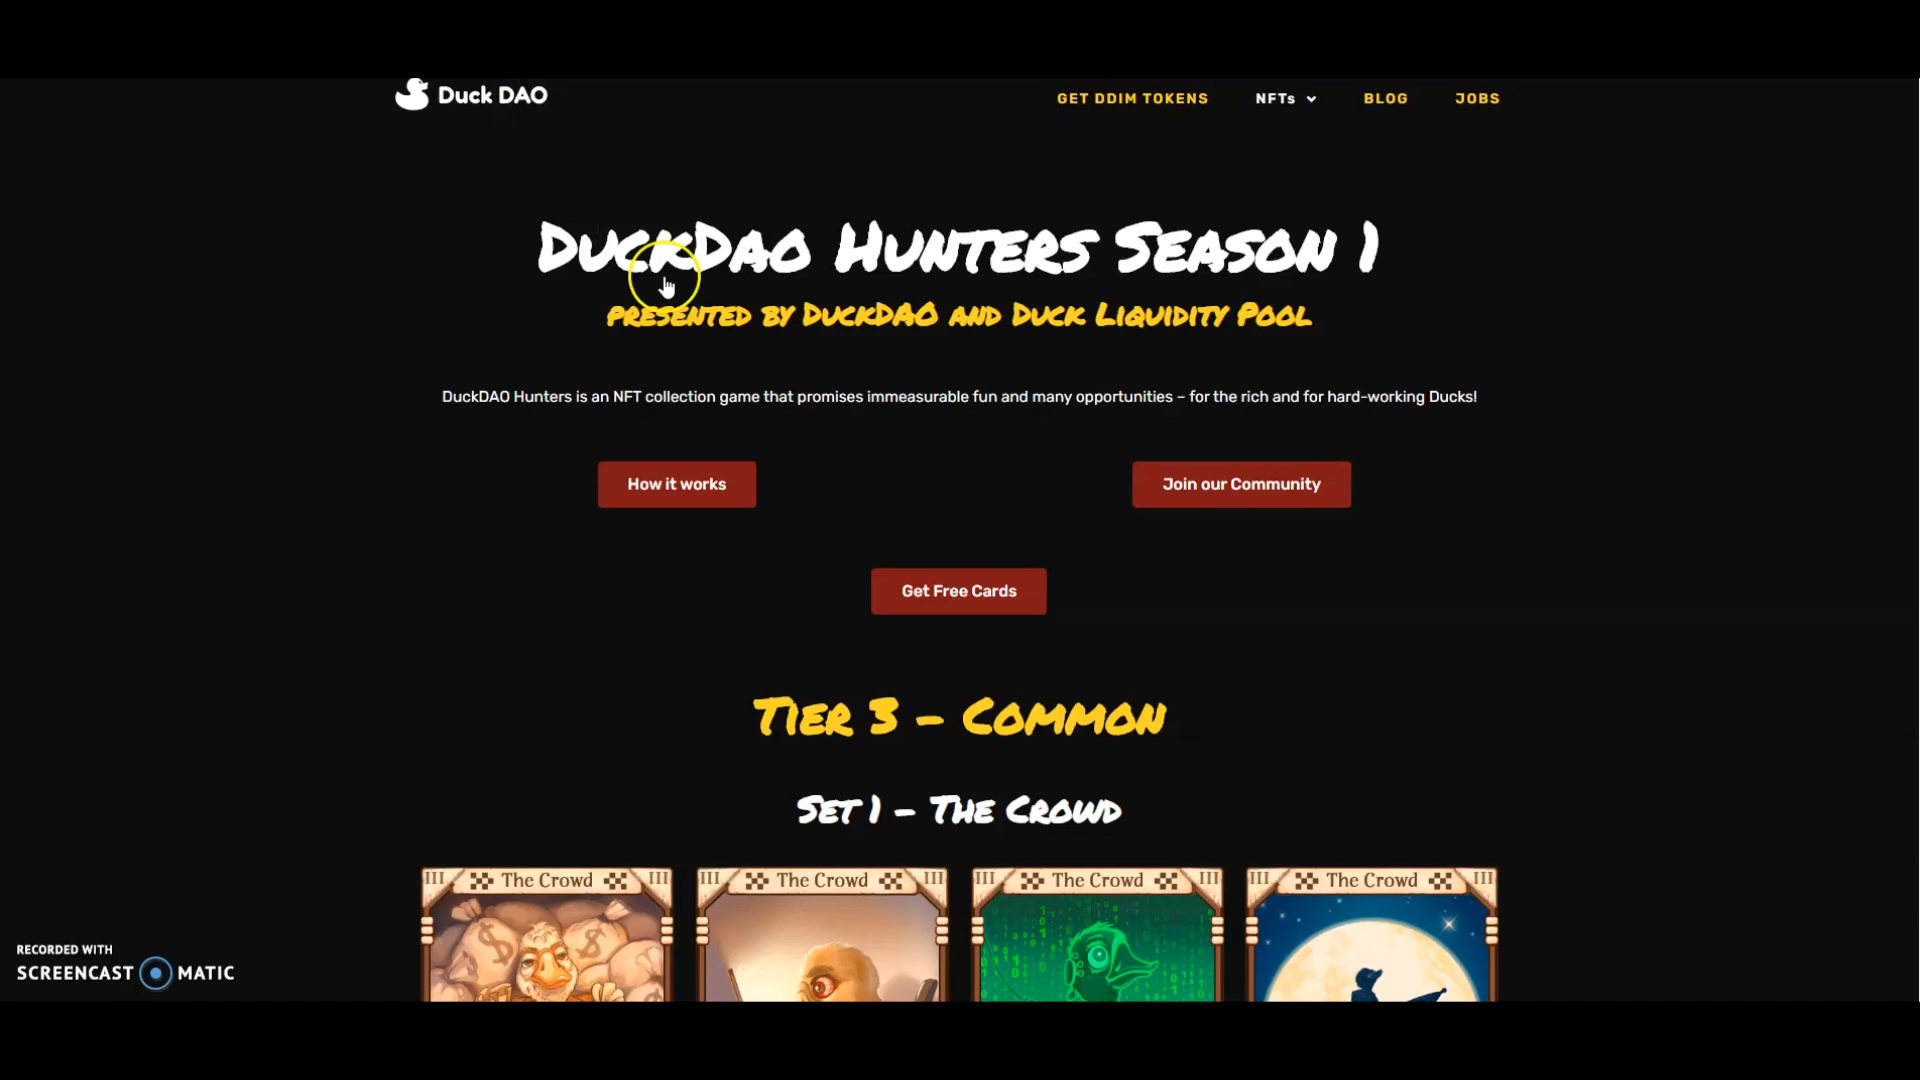 Duck DAO
GET DDIM TOKENS
NFTs
BLOG
JOBS
DUCKDAO HUNTERS SEASON 1
PRESENTED BY DUCKDAO AND DUCK LIQUIDITY POOL
DuckDAO Hunters is an NFT collection game that promises immeasurable fun and many opportunities – for the rich and for hard-working Ducks!
How it works
Join our Community
Get Free Cards
TIER 3 – COMMON
SET 1 – THE CROWD
III The Crowd III
III The Crowd III
III The Crowd III
III The Crowd III
RECORDED WITH
SCREENCAST MATIC